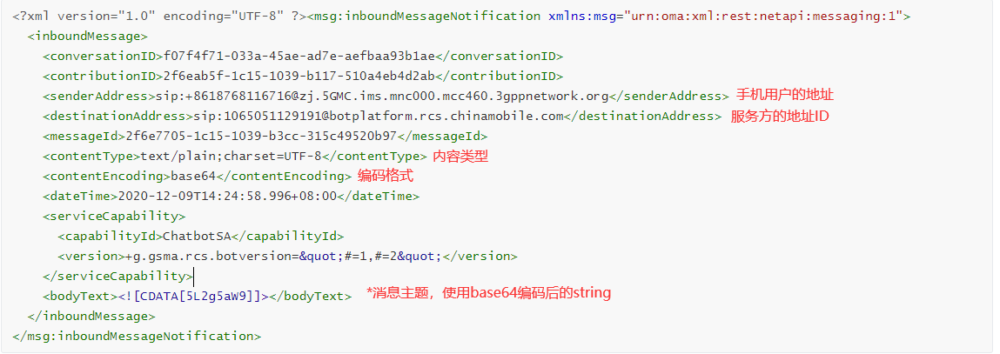 <?xml version="1.0" encoding="UTF-8" ?><msg:inboundMessageNotification xmlns:msg="urn:oma:xml:rest:netapi:messaging:1">
<inboundMessage>
<conversationID>f07f4f71-033a-45ae-ad7e-aefbaa93b1ae</conversationID>
<contributionID>2f6eab5f-1c15-1039-b117-510a4eb4d2ab</contributionID>
<senderAddress>sip:+8618768116716@zj.5GMC.ims.mnc000.mcc460.3gppnetwork.org</senderAddress> 手机用户的地址
<destinationAddress>sip:1065051129191@botplatform.rcs.chinamobile.com</destinationAddress> 服务方的地址ID
<messageId>2f6e7705-1c15-1039-b3cc-315c49520b97</messageId>
<contentType>text/plain;charset=UTF-8</contentType> 内容类型
<contentEncoding>base64</contentEncoding> 编码格式
<dateTime>2020-12-09T14:24:58.996+08:00</dateTime>
<serviceCapability>
<capabilityId>ChatbotSA</capabilityId>
<version>+g.gsma.rcs.botversion=&quot;#=1,#=2&quot;</version>
</serviceCapability>
<bodyText><![CDATA[5L2g5aW9]]></bodyText> *消息主题，使用base64编码后的string
</inboundMessage>
</msg:inboundMessageNotification>